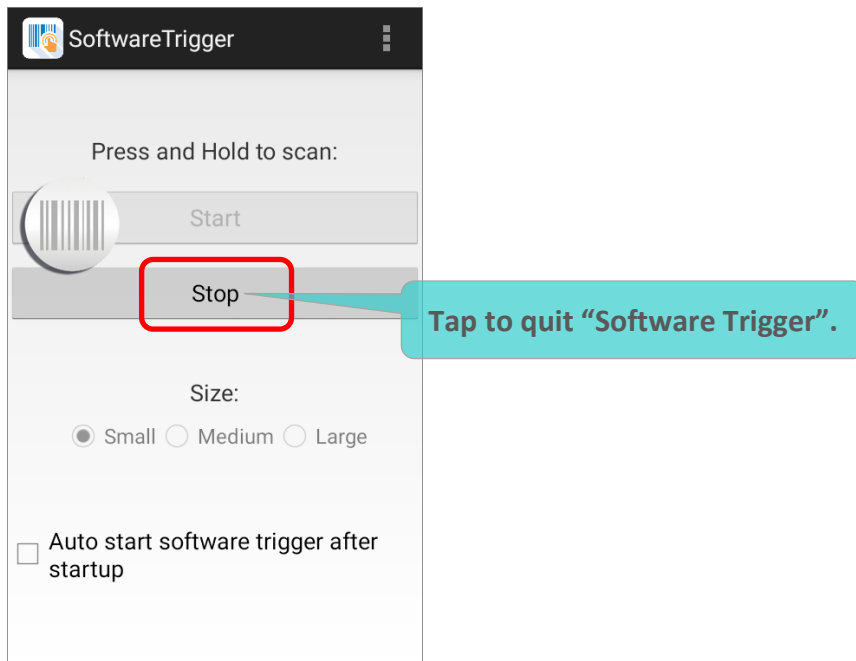 SoftwareTrigger
Press and Hold to scan:
Start
Stop
Tap to quit “Software Trigger”.
Size:
Small Medium Large
Auto start software trigger after
startup